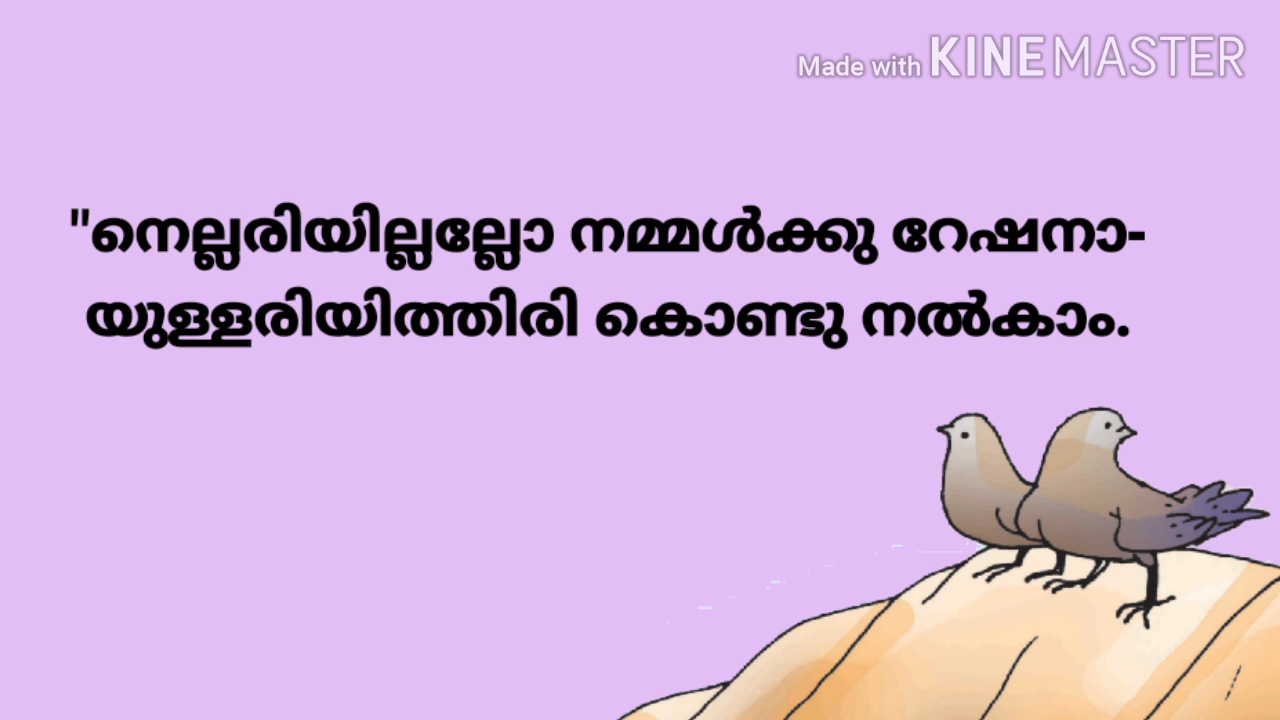 Made with KINEMASTER
"നെല്ലരിയില്ലല്ലോ നമ്മൾക്കു റേഷനാ-
യുള്ളരിയിത്തിരി കൊണ്ടു നൽകാം.